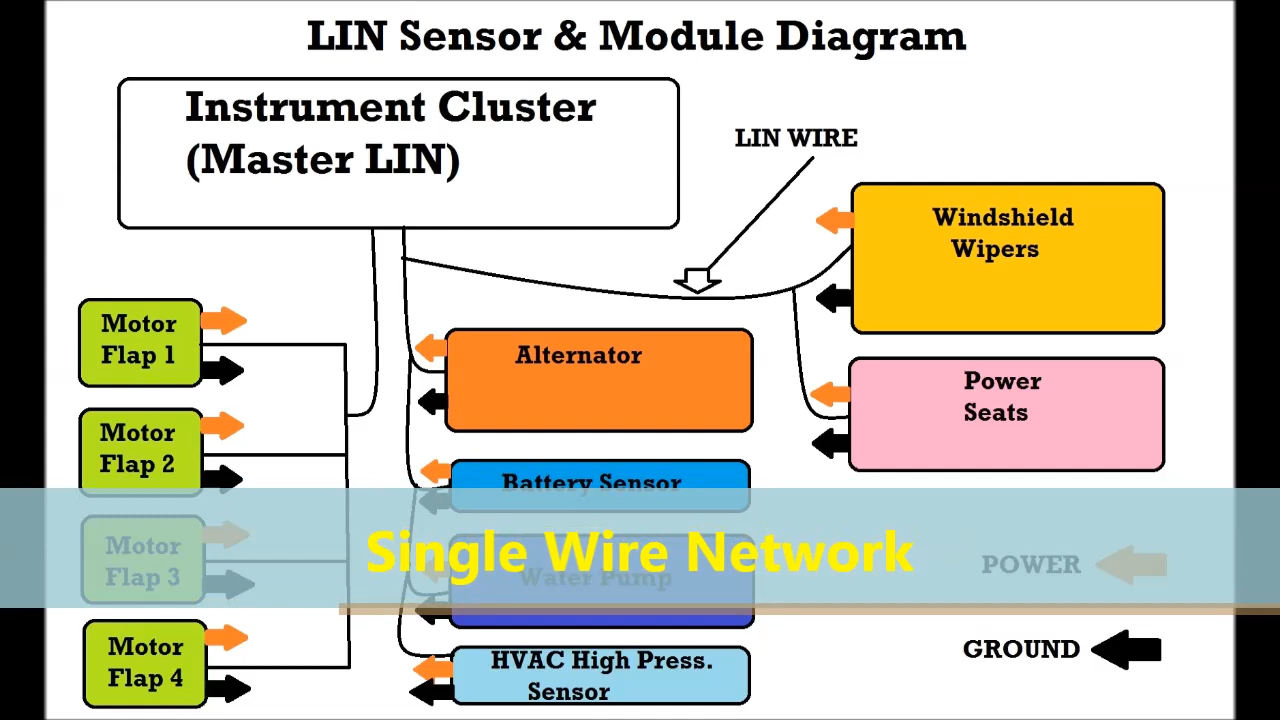 LIN Sensor & Module Diagram
Instrument Cluster
(Master LIN)
LIN WIRE
Windshield
Wipers
Motor
Flap 1
Alternator
Power
Seats
Motor
Flap 2
Battery Sensor
Single Wire Network
Motor
Flap 3
Water Pump
POWER
Motor
Flap 4
HVAC High Press.
Sensor
GROUND